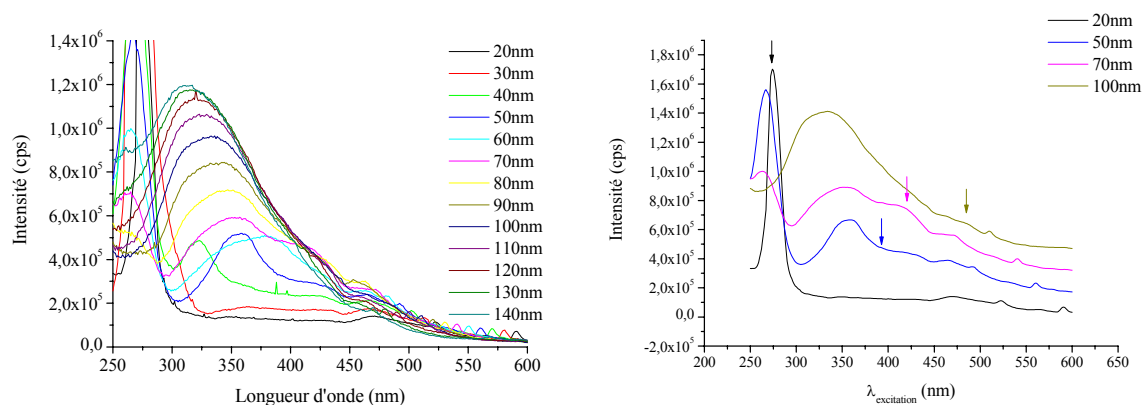 1,4x10⁶
1,2x10⁶
1,0x10⁶
8,0x10⁵
6,0x10⁵
4,0x10⁵
2,0x10⁵
0,0
Intensité (cps)
250 300 350 400 450 500 550 600
Longueur d'onde (nm)
20nm
30nm
40nm
50nm
60nm
70nm
80nm
90nm
100nm
110nm
120nm
130nm
140nm
1,8x10⁶
1,6x10⁶
1,4x10⁶
1,2x10⁶
1,0x10⁶
8,0x10⁵
6,0x10⁵
4,0x10⁵
2,0x10⁵
0,0
-2,0x10⁵
Intensité (cps)
200 250 300 350 400 450 500 550 600 650
λexcitation (nm)
20nm
50nm
70nm
100nm